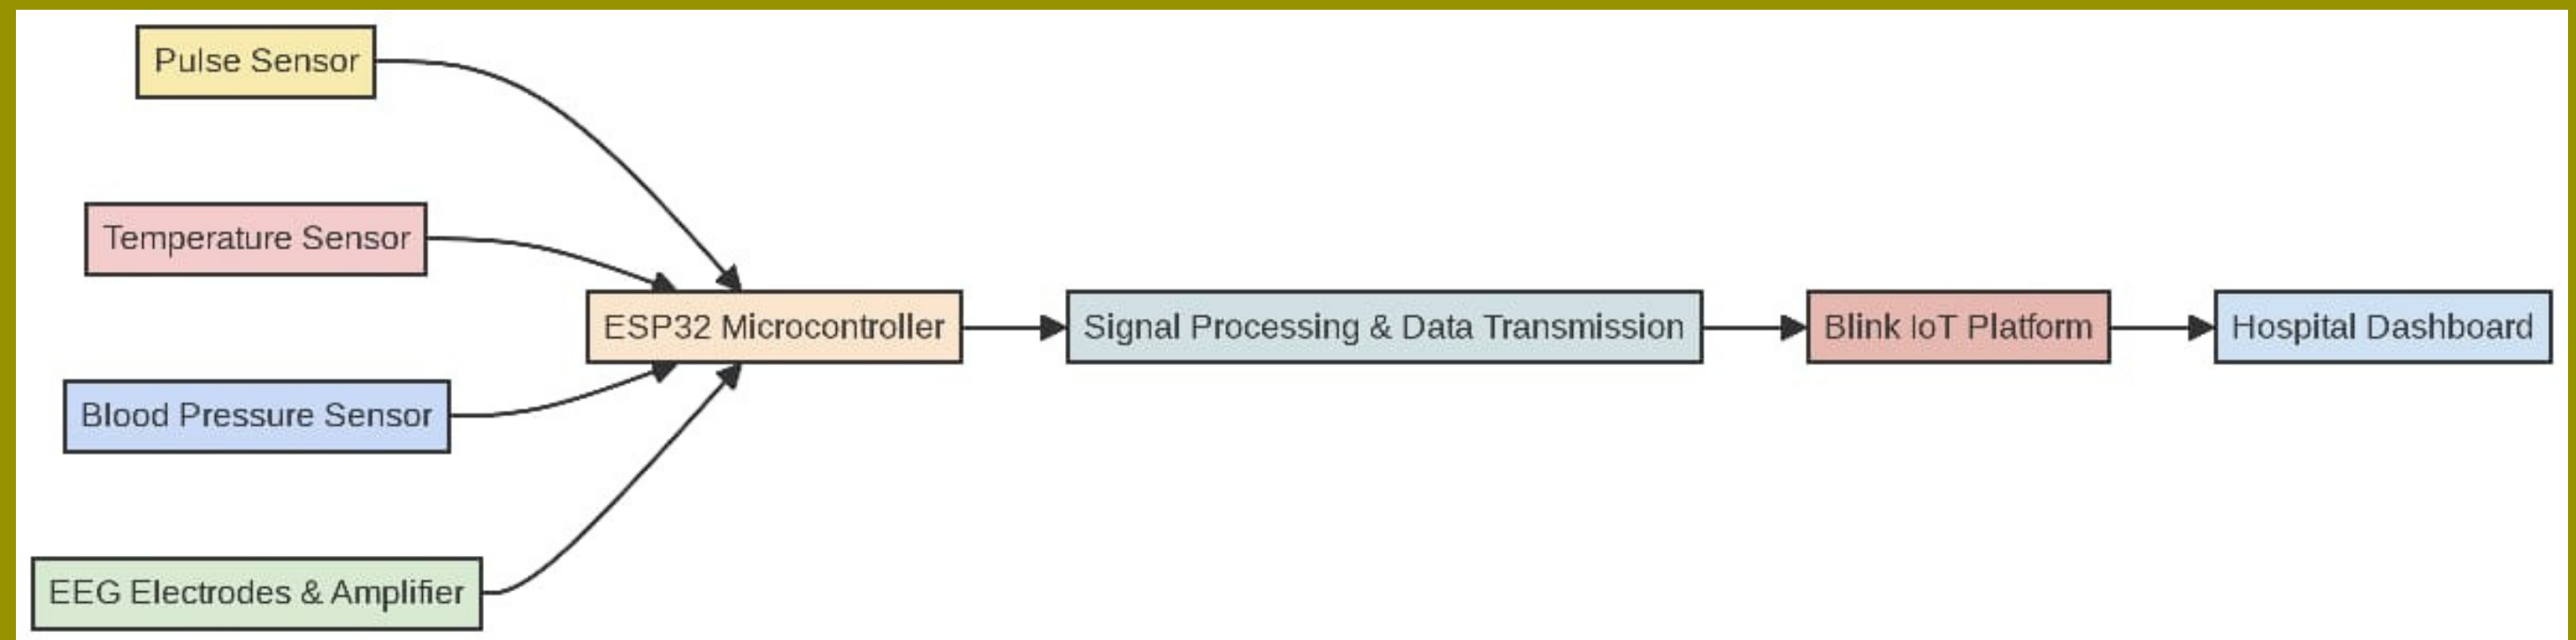 Pulse Sensor
Temperature Sensor
Blood Pressure Sensor
EEG Electrodes & Amplifier
ESP32 Microcontroller
Signal Processing & Data Transmission
Blink IoT Platform
Hospital Dashboard